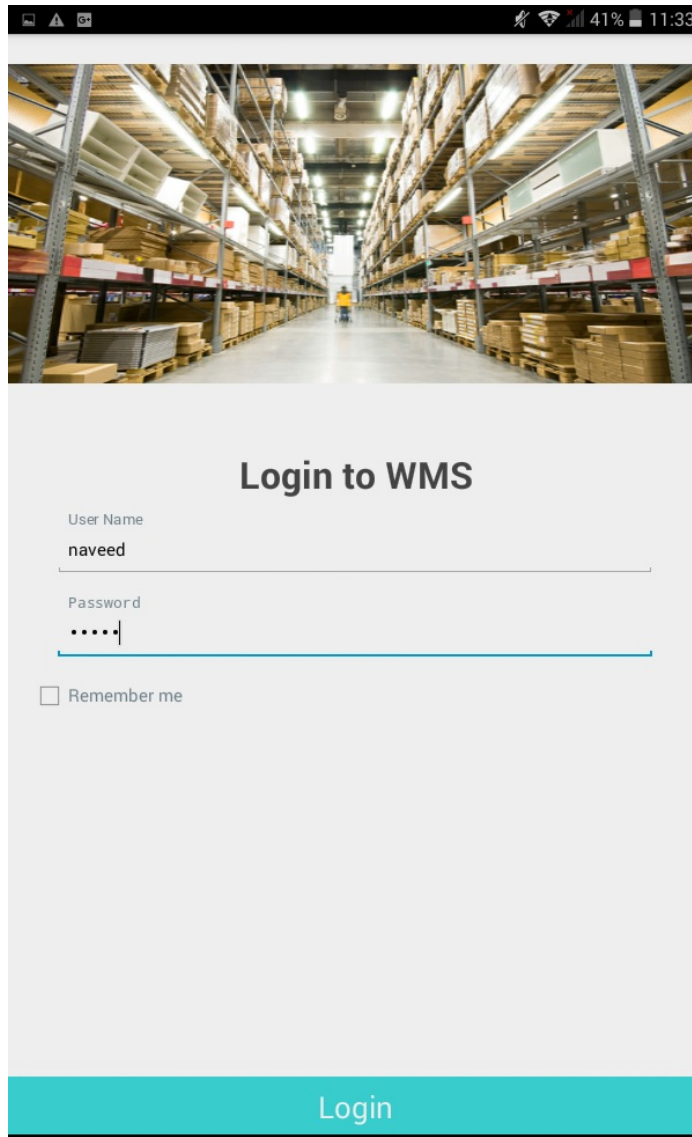 G+ 41% 11:33
Login to WMS
User Name
naveed
Password
•••••
Remember me
Login